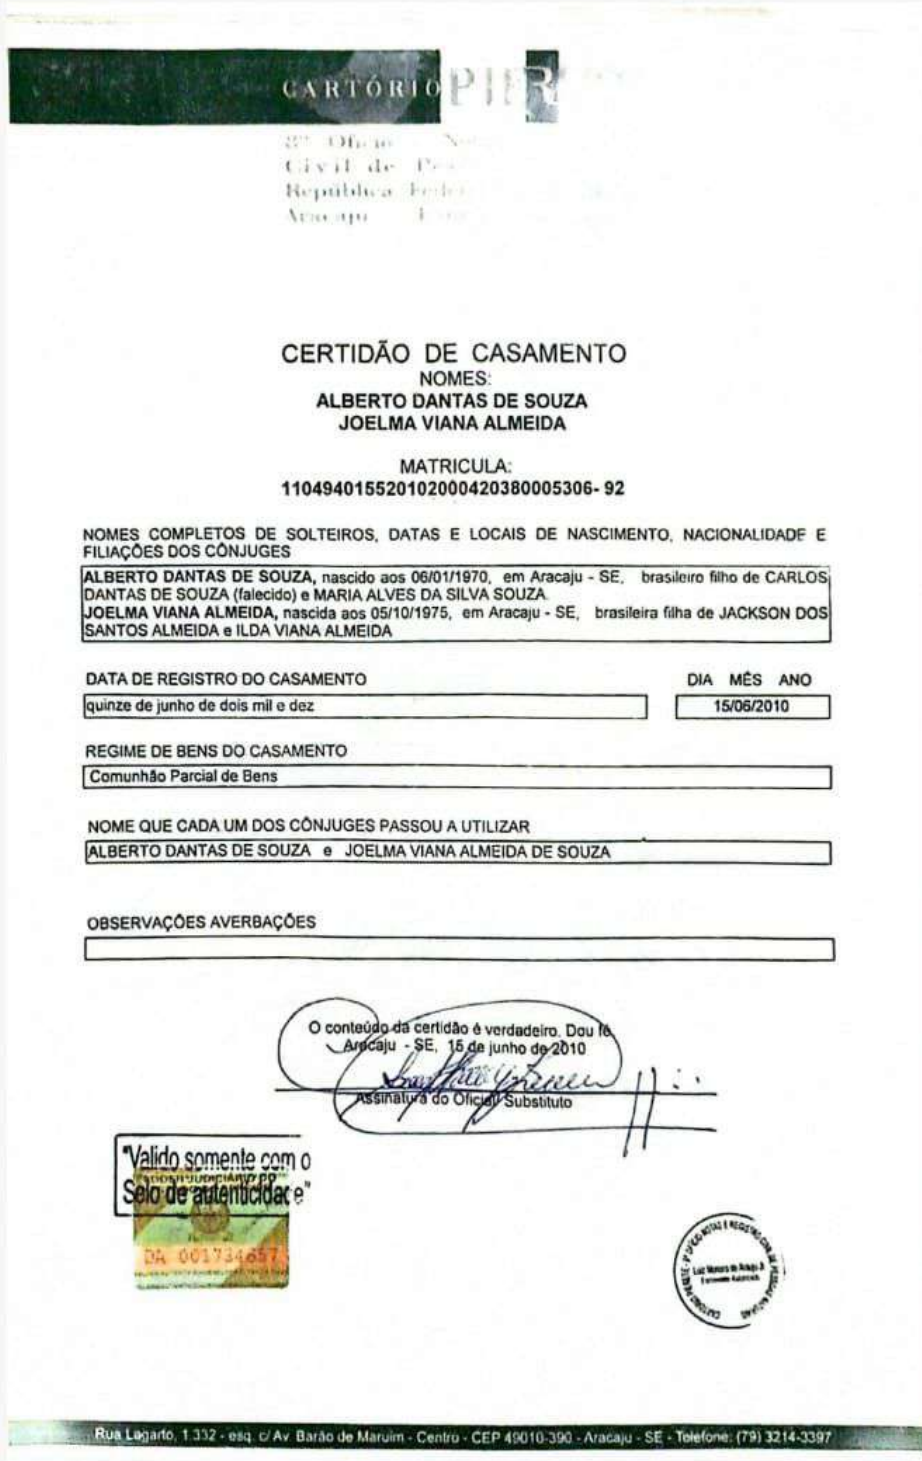 CARTÓRIO
Civil de
República
CERTIDÃO DE CASAMENTO
NOMES:
ALBERTO DANTAS DE SOUZA
JOELMA VIANA ALMEIDA
MATRICULA:
110494015520102000420380005306- 92
NOMES COMPLETOS DE SOLTEIROS, DATAS E LOCAIS DE NASCIMENTO, NACIONALIDADE E
FILIAÇÕES DOS CÔNJUGES
ALBERTO DANTAS DE SOUZA, nascido aos 06/01/1970, em Aracaju - SE, brasileiro filho de CARLOS
DANTAS DE SOUZA (falecido) e MARIA ALVES DA SILVA SOUZA.
JOELMA VIANA ALMEIDA, nascida aos 05/10/1975, em Aracaju - SE, brasileira filha de JACKSON DOS
SANTOS ALMEIDA e ILDA VIANA ALMEIDA
DATA DE REGISTRO DO CASAMENTO
DIA MÊS ANO
quinze de junho de dois mil e dez
15/06/2010
REGIME DE BENS DO CASAMENTO
Comunhão Parcial de Bens
NOME QUE CADA UM DOS CÔNJUGES PASSOU A UTILIZAR
ALBERTO DANTAS DE SOUZA e JOELMA VIANA ALMEIDA DE SOUZA
OBSERVAÇÕES AVERBAÇÕES
O conteúdo da certidão é verdadeiro. Dou fé.
Aracaju - SE, 15 de junho de 2010
Assinatura do Oficial Substituto
"Valido somente com o
Selo de autenticidade"
DA 001734657
Rua Lagarto, 1.332 - esq. c/ Av. Barão de Maruim - Centro - CEP 49010-390 - Aracaju - SE - Telefone: (79) 3214-3397